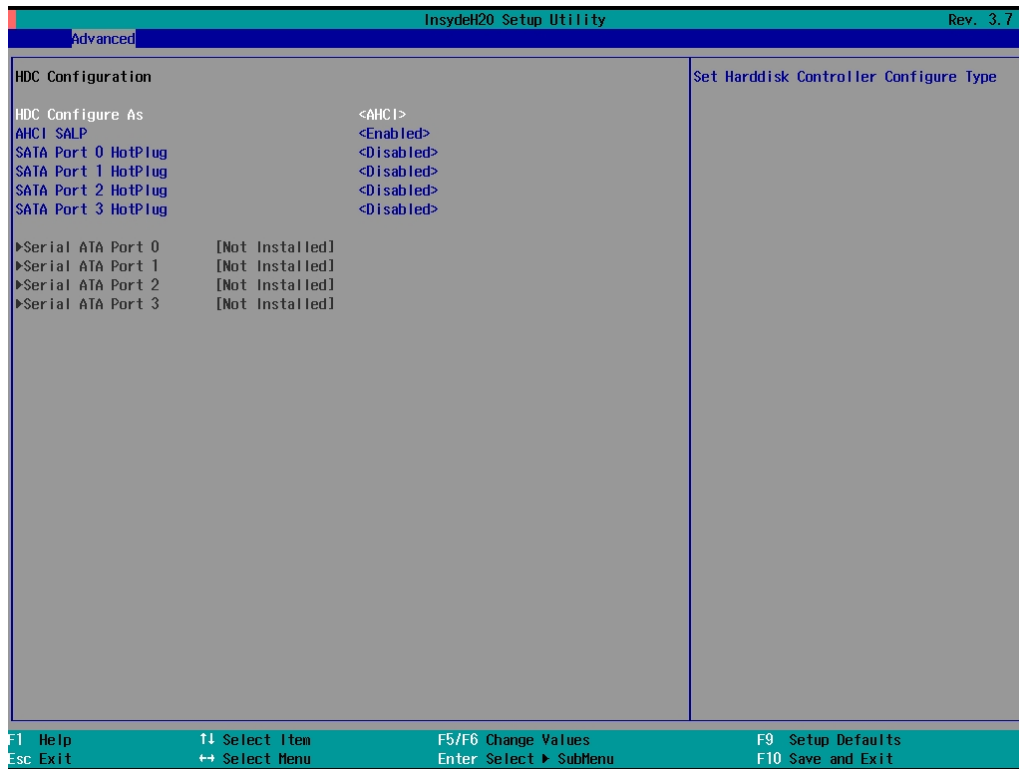 InsydeH20 Setup Utility Rev. 3.7
Advanced
HDC Configuration
Set Harddisk Controller Configure Type
HDC Configure As <AHCI>
AHCI SALP <Enabled>
SATA Port 0 HotPlug <Disabled>
SATA Port 1 HotPlug <Disabled>
SATA Port 2 HotPlug <Disabled>
SATA Port 3 HotPlug <Disabled>
▶Serial ATA Port 0 [Not Installed]
▶Serial ATA Port 1 [Not Installed]
▶Serial ATA Port 2 [Not Installed]
▶Serial ATA Port 3 [Not Installed]
F1 Help ↑↓ Select Item F5/F6 Change Values F9 Setup Defaults
Esc Exit ↔ Select Menu Enter Select ▶ SubMenu F10 Save and Exit